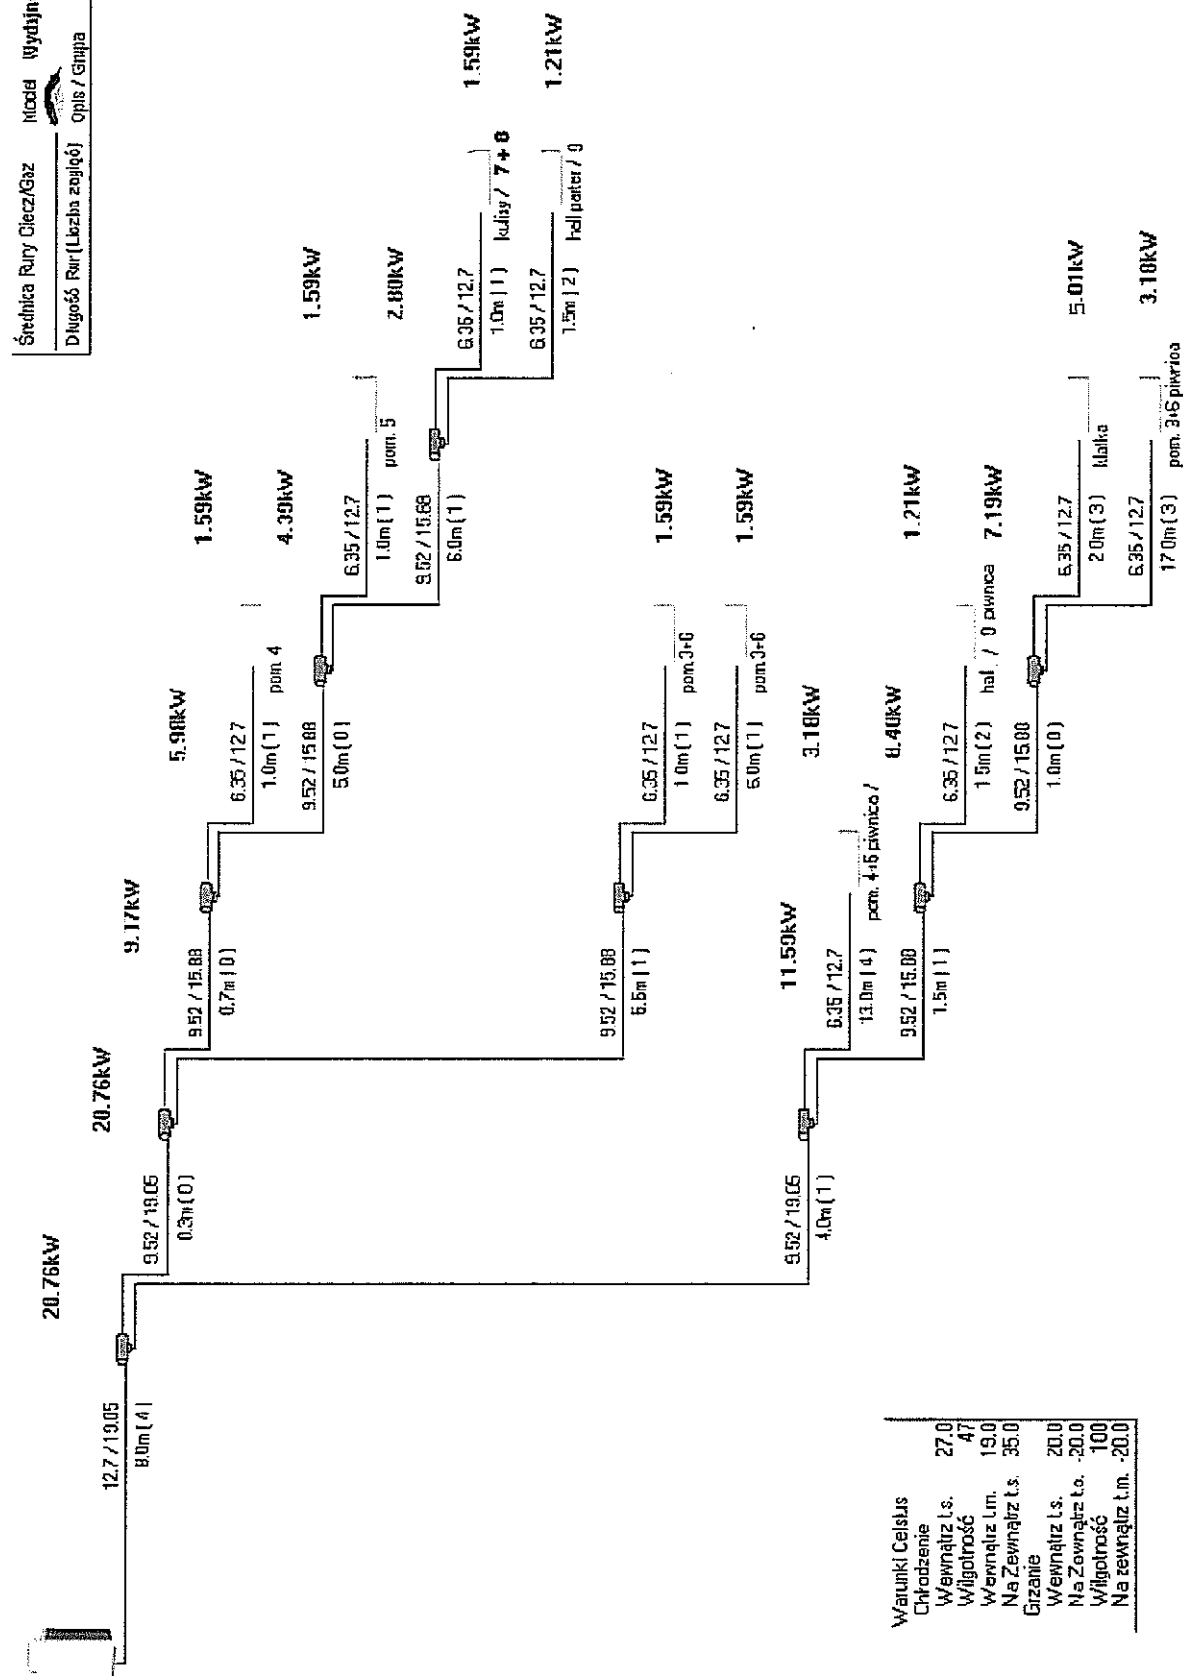 Średnica Rury Ciecz/Gaz Model Wydajn
Długość Rur (Liczba zagięć) Opis / Grupa
20.76kW
12.7 / 19.05
8.0m ( 4 )
20.76kW
9.52 / 19.05
0.3m ( 0 )
9.17kW
9.52 / 15.88
0.7m ( 0 )
5.98kW
6.35 / 12.7
1.0m ( 1 )
pom. 4
1.59kW
9.52 / 15.88
5.0m ( 0 )
4.39kW
6.35 / 12.7
1.0m ( 1 )
pom. 5
1.59kW
9.52 / 15.88
6.0m ( 1 )
2.80kW
6.35 / 12.7
1.0m ( 1 )
kulisy / 7 + 8
1.59kW
6.35 / 12.7
1.5m ( 2 )
hall parter / 0
1.21kW
9.52 / 15.88
6.35 / 12.7
1.0m ( 1 )
pom.3+6
1.59kW
6.35 / 12.7
pom.3+6
1.59kW
9.52 / 19.05
4.0m ( 1 )
11.59kW
6.35 / 12.7
13.0m ( 4 )
pom. 4+5 piwnica /
3.18kW
9.52 / 15.88
1.5m ( 1 )
8.40kW
6.35 / 12.7
1.5m ( 2 )
/ 0 piwnica
1.21kW
9.52 / 15.88
1.0m ( 0 )
7.19kW
6.35 / 12.7
2.0m ( 3 )
klatka
5.01kW
6.35 / 12.7
17.0m ( 3 )
pom. 3+6 piwnica
3.18kW
Warunki Celsius
Chłodzenie
Wewnątrz t.s. 27.0
Wilgotność 47
Wewnątrz t.m. 19.0
Na Zewnątrz t.s. 35.0
Grzanie
Wewnątrz t.s. 20.0
Na Zewnątrz t.s. -20.0
Wilgotność 100
Na zewnątrz t.m. -20.0